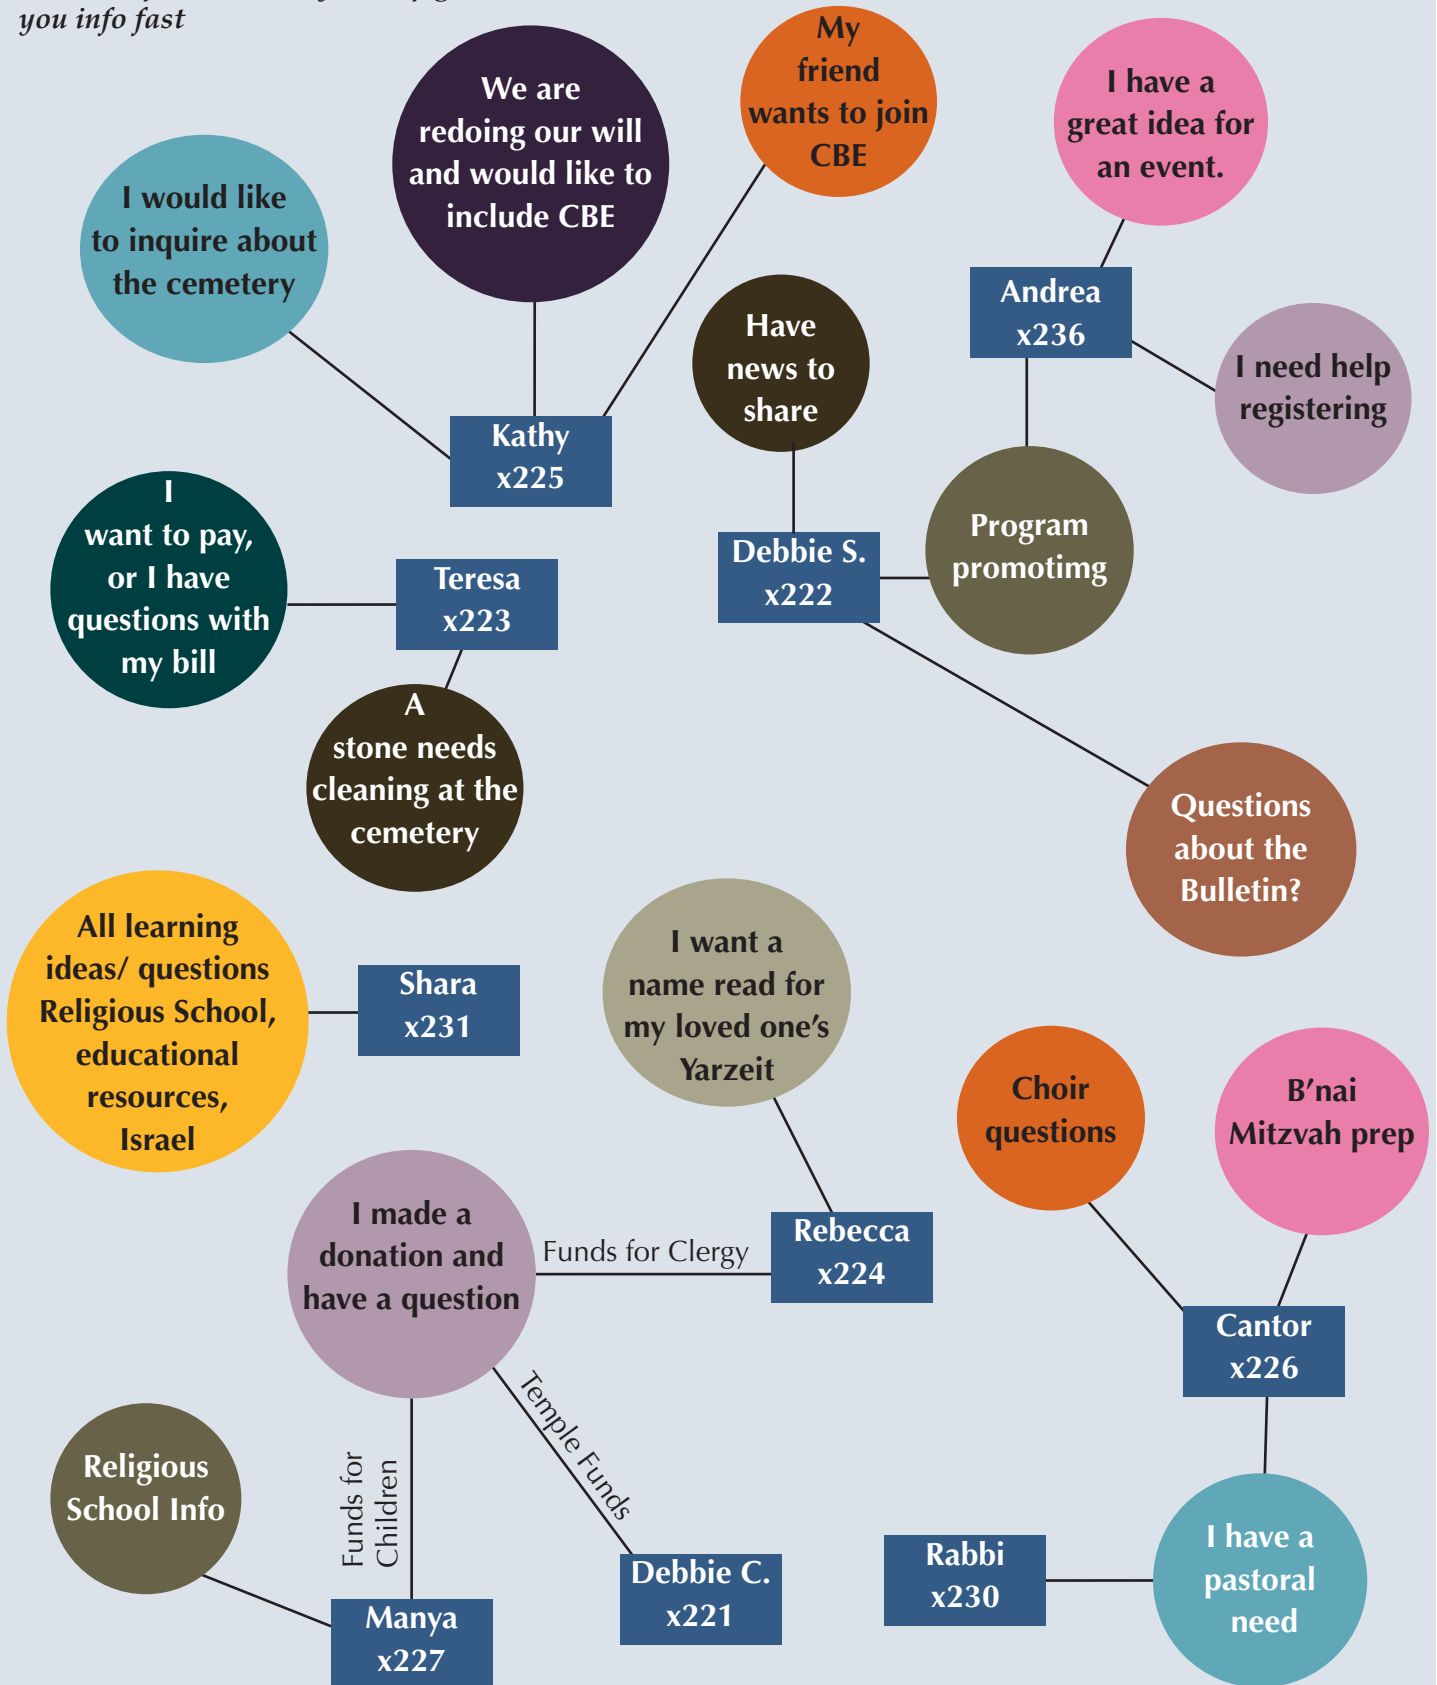 you info fast
We are
redoing our will
and would like to
include CBE
My
friend
wants to join
CBE
I have a
great idea for
an event.
I would like
to inquire about
the cemetery
Andrea
x236
Have
news to
share
I need help
registering
Kathy
x225
I
want to pay,
or I have
questions with
my bill
Teresa
x223
Debbie S.
x222
Program
promotimg
A
stone needs
cleaning at the
cemetery
Questions
about the
Bulletin?
All learning
ideas/ questions
Religious School,
educational
resources,
Israel
Shara
x231
I want a
name read for
my loved one’s
Yarzeit
Choir
questions
B’nai
Mitzvah prep
I made a
donation and
have a question
Funds for Clergy
Rebecca
x224
Cantor
x226
Temple Funds
Funds for
Children
Religious
School Info
Manya
x227
Debbie C.
x221
Rabbi
x230
I have a
pastoral
need